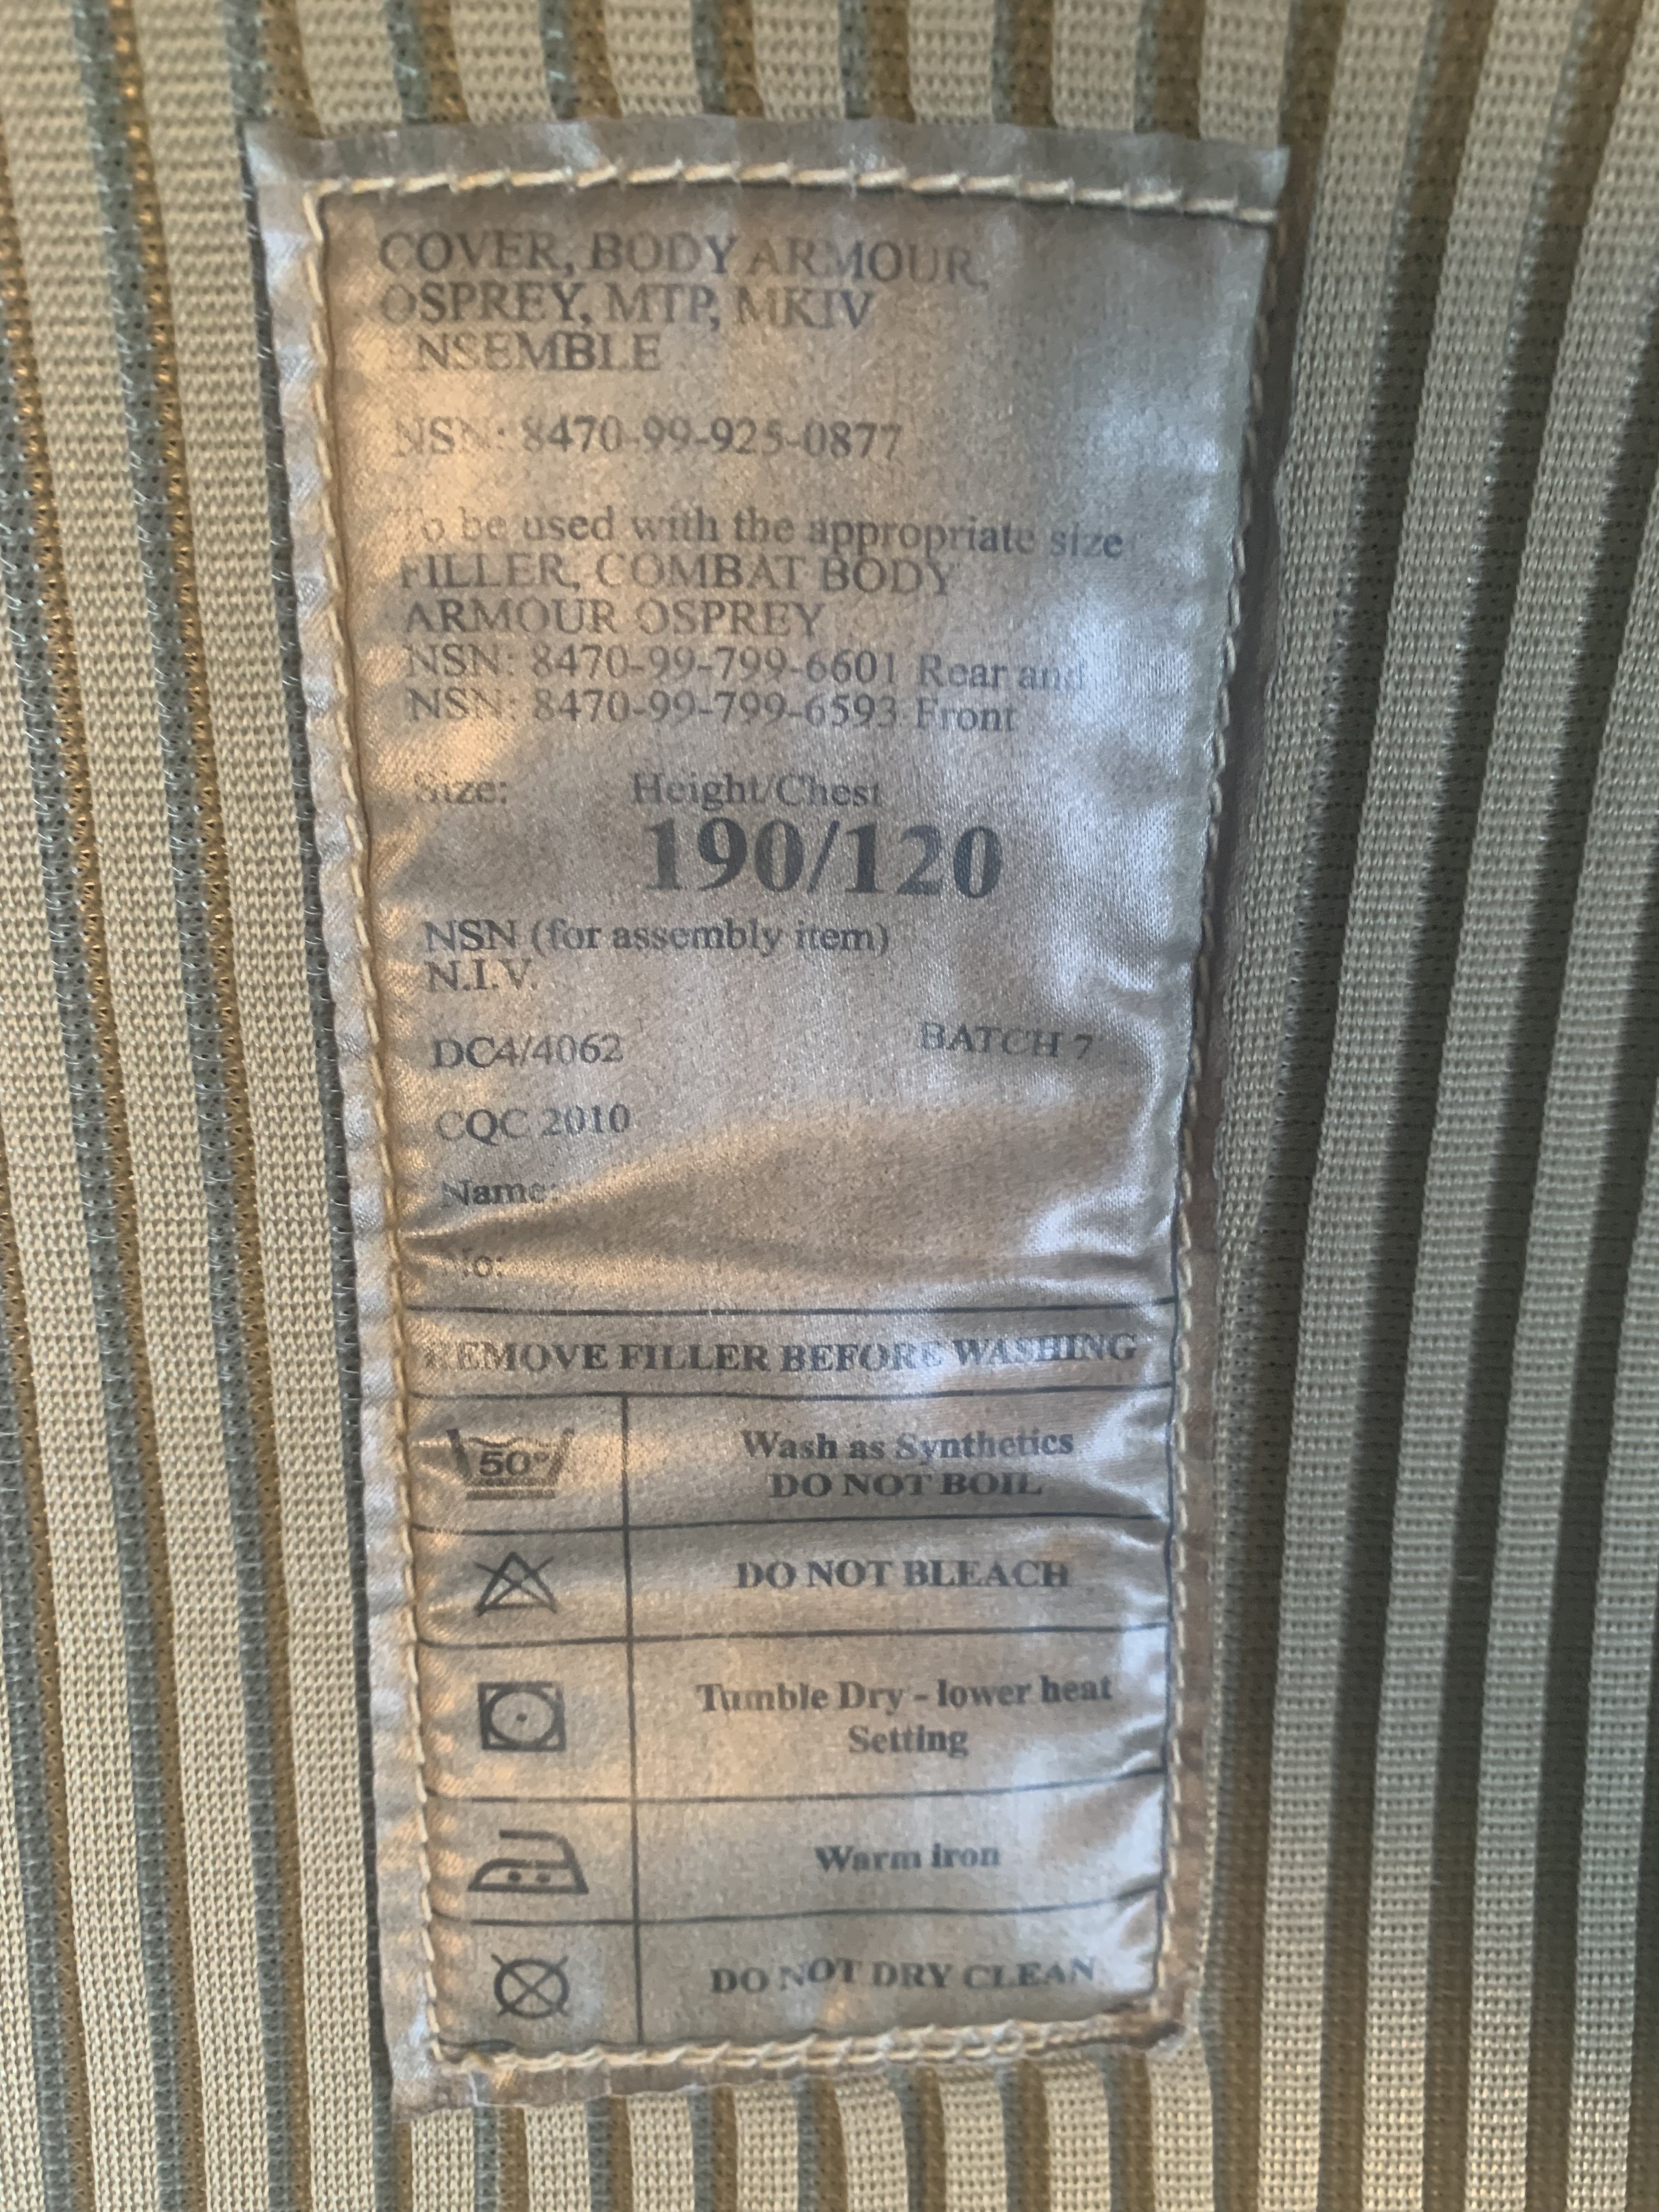 COVER, BODY ARMOUR,
OSPREY, MTP, MKIV
ENSEMBLE
NSN: 8470-99-925-0877
To be used with the appropriate size
FILLER, COMBAT BODY
ARMOUR OSPREY
NSN: 8470-99-799-6601 Rear and
NSN: 8470-99-799-6593 Front
Size: Height/Chest
190/120
NSN (for assembly item)
N.I.V.
DC4/4062 BATCH 7
CQC 2010
Name:
No:
REMOVE FILLER BEFORE WASHING
50° Wash as Synthetics
DO NOT BOIL
DO NOT BLEACH
Tumble Dry - lower heat
Setting
Warm iron
DO NOT DRY CLEAN